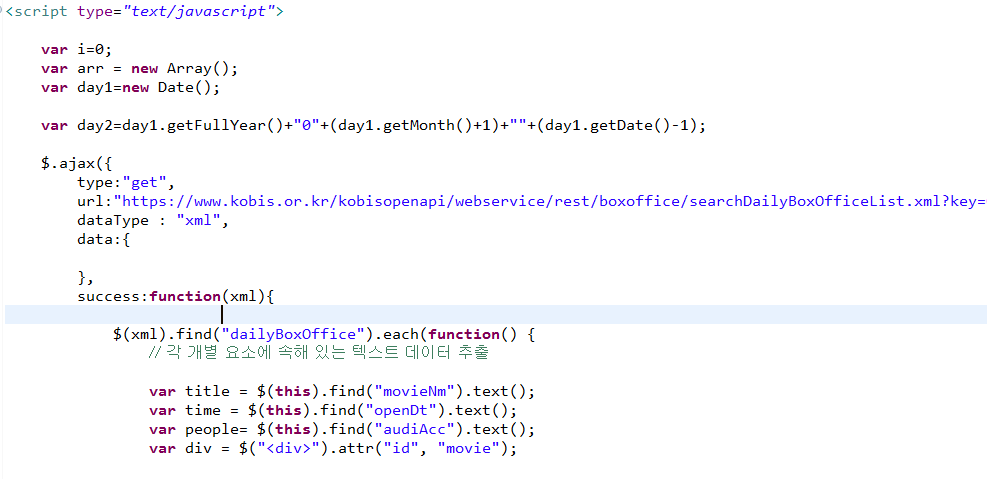 <script type="text/javascript">
var i=0;
var arr = new Array();
var day1=new Date();
var day2=day1.getFullYear()+"0"+(day1.getMonth()+1)+""+(day1.getDate()-1);
$.ajax({
type:"get",
url:"https://www.kobis.or.kr/kobisopenapi/webservice/rest/boxoffice/searchDailyBoxOfficeList.xml?key=
dataType : "xml",
data:{
},
success:function(xml){
$(xml).find("dailyBoxOffice").each(function() {
// 각 개별 요소에 속해 있는 텍스트 데이터 추출
var title = $(this).find("movieNm").text();
var time = $(this).find("openDt").text();
var people= $(this).find("audiAcc").text();
var div = $("<div>").attr("id", "movie");